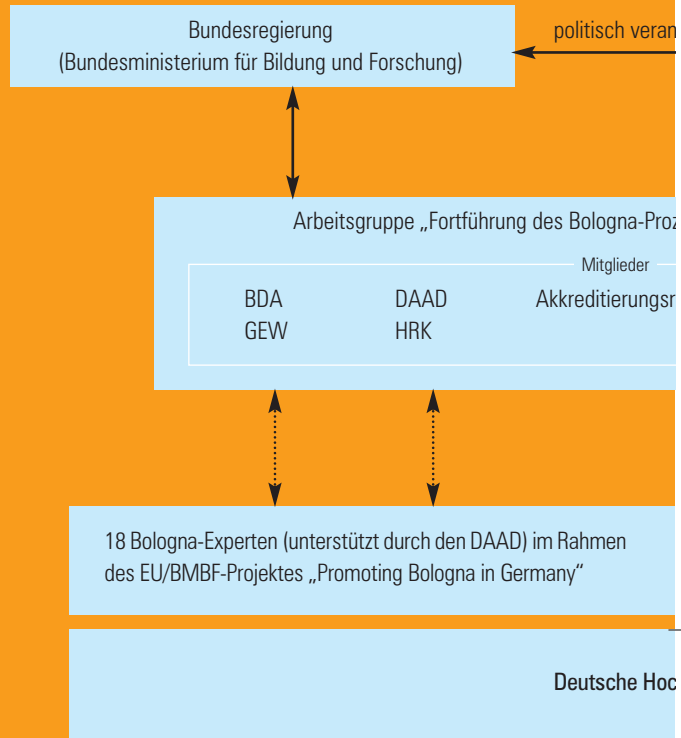 Bundesregierung
(Bundesministerium für Bildung und Forschung)
politisch veran
Arbeitsgruppe „Fortführung des Bologna-Proz
Mitglieder
BDA DAAD Akkreditierungsr
GEW HRK
18 Bologna-Experten (unterstützt durch den DAAD) im Rahmen
des EU/BMBF-Projektes „Promoting Bologna in Germany“
Deutsche Hoc